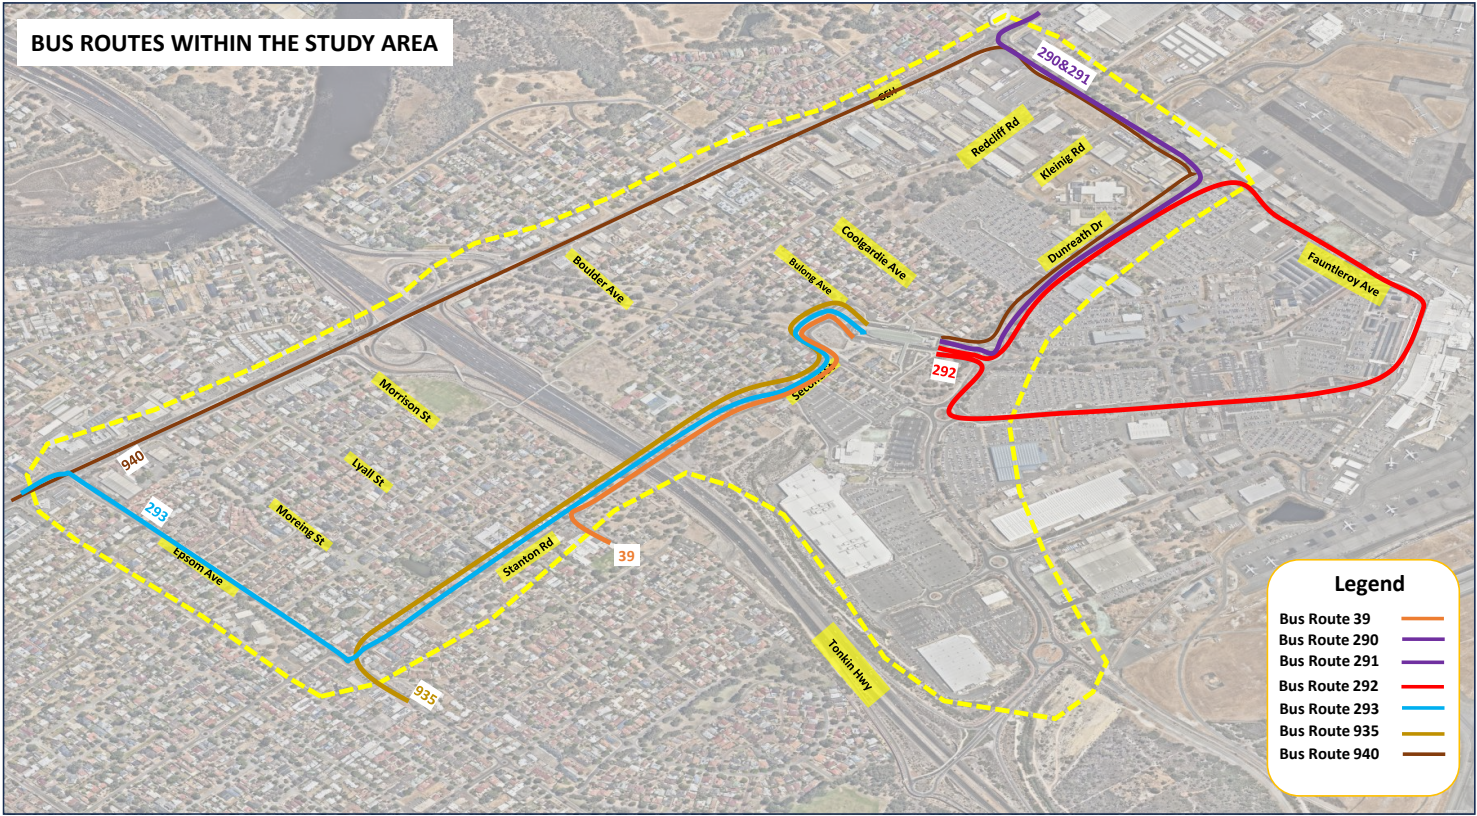 BUS ROUTES WITHIN THE STUDY AREA
290&291
GEH
Redcliff Rd
Kleinig Rd
Dunreath Dr
Coolgardie Ave
Bulong Ave
Boulder Ave
Fauntleroy Ave
292
Morrison St
940
Lyall St
293
Moreing St
Epsom Ave
Stanton Rd
39
935
Tonkin Hwy
Legend
Bus Route 39
Bus Route 290
Bus Route 291
Bus Route 292
Bus Route 293
Bus Route 935
Bus Route 940